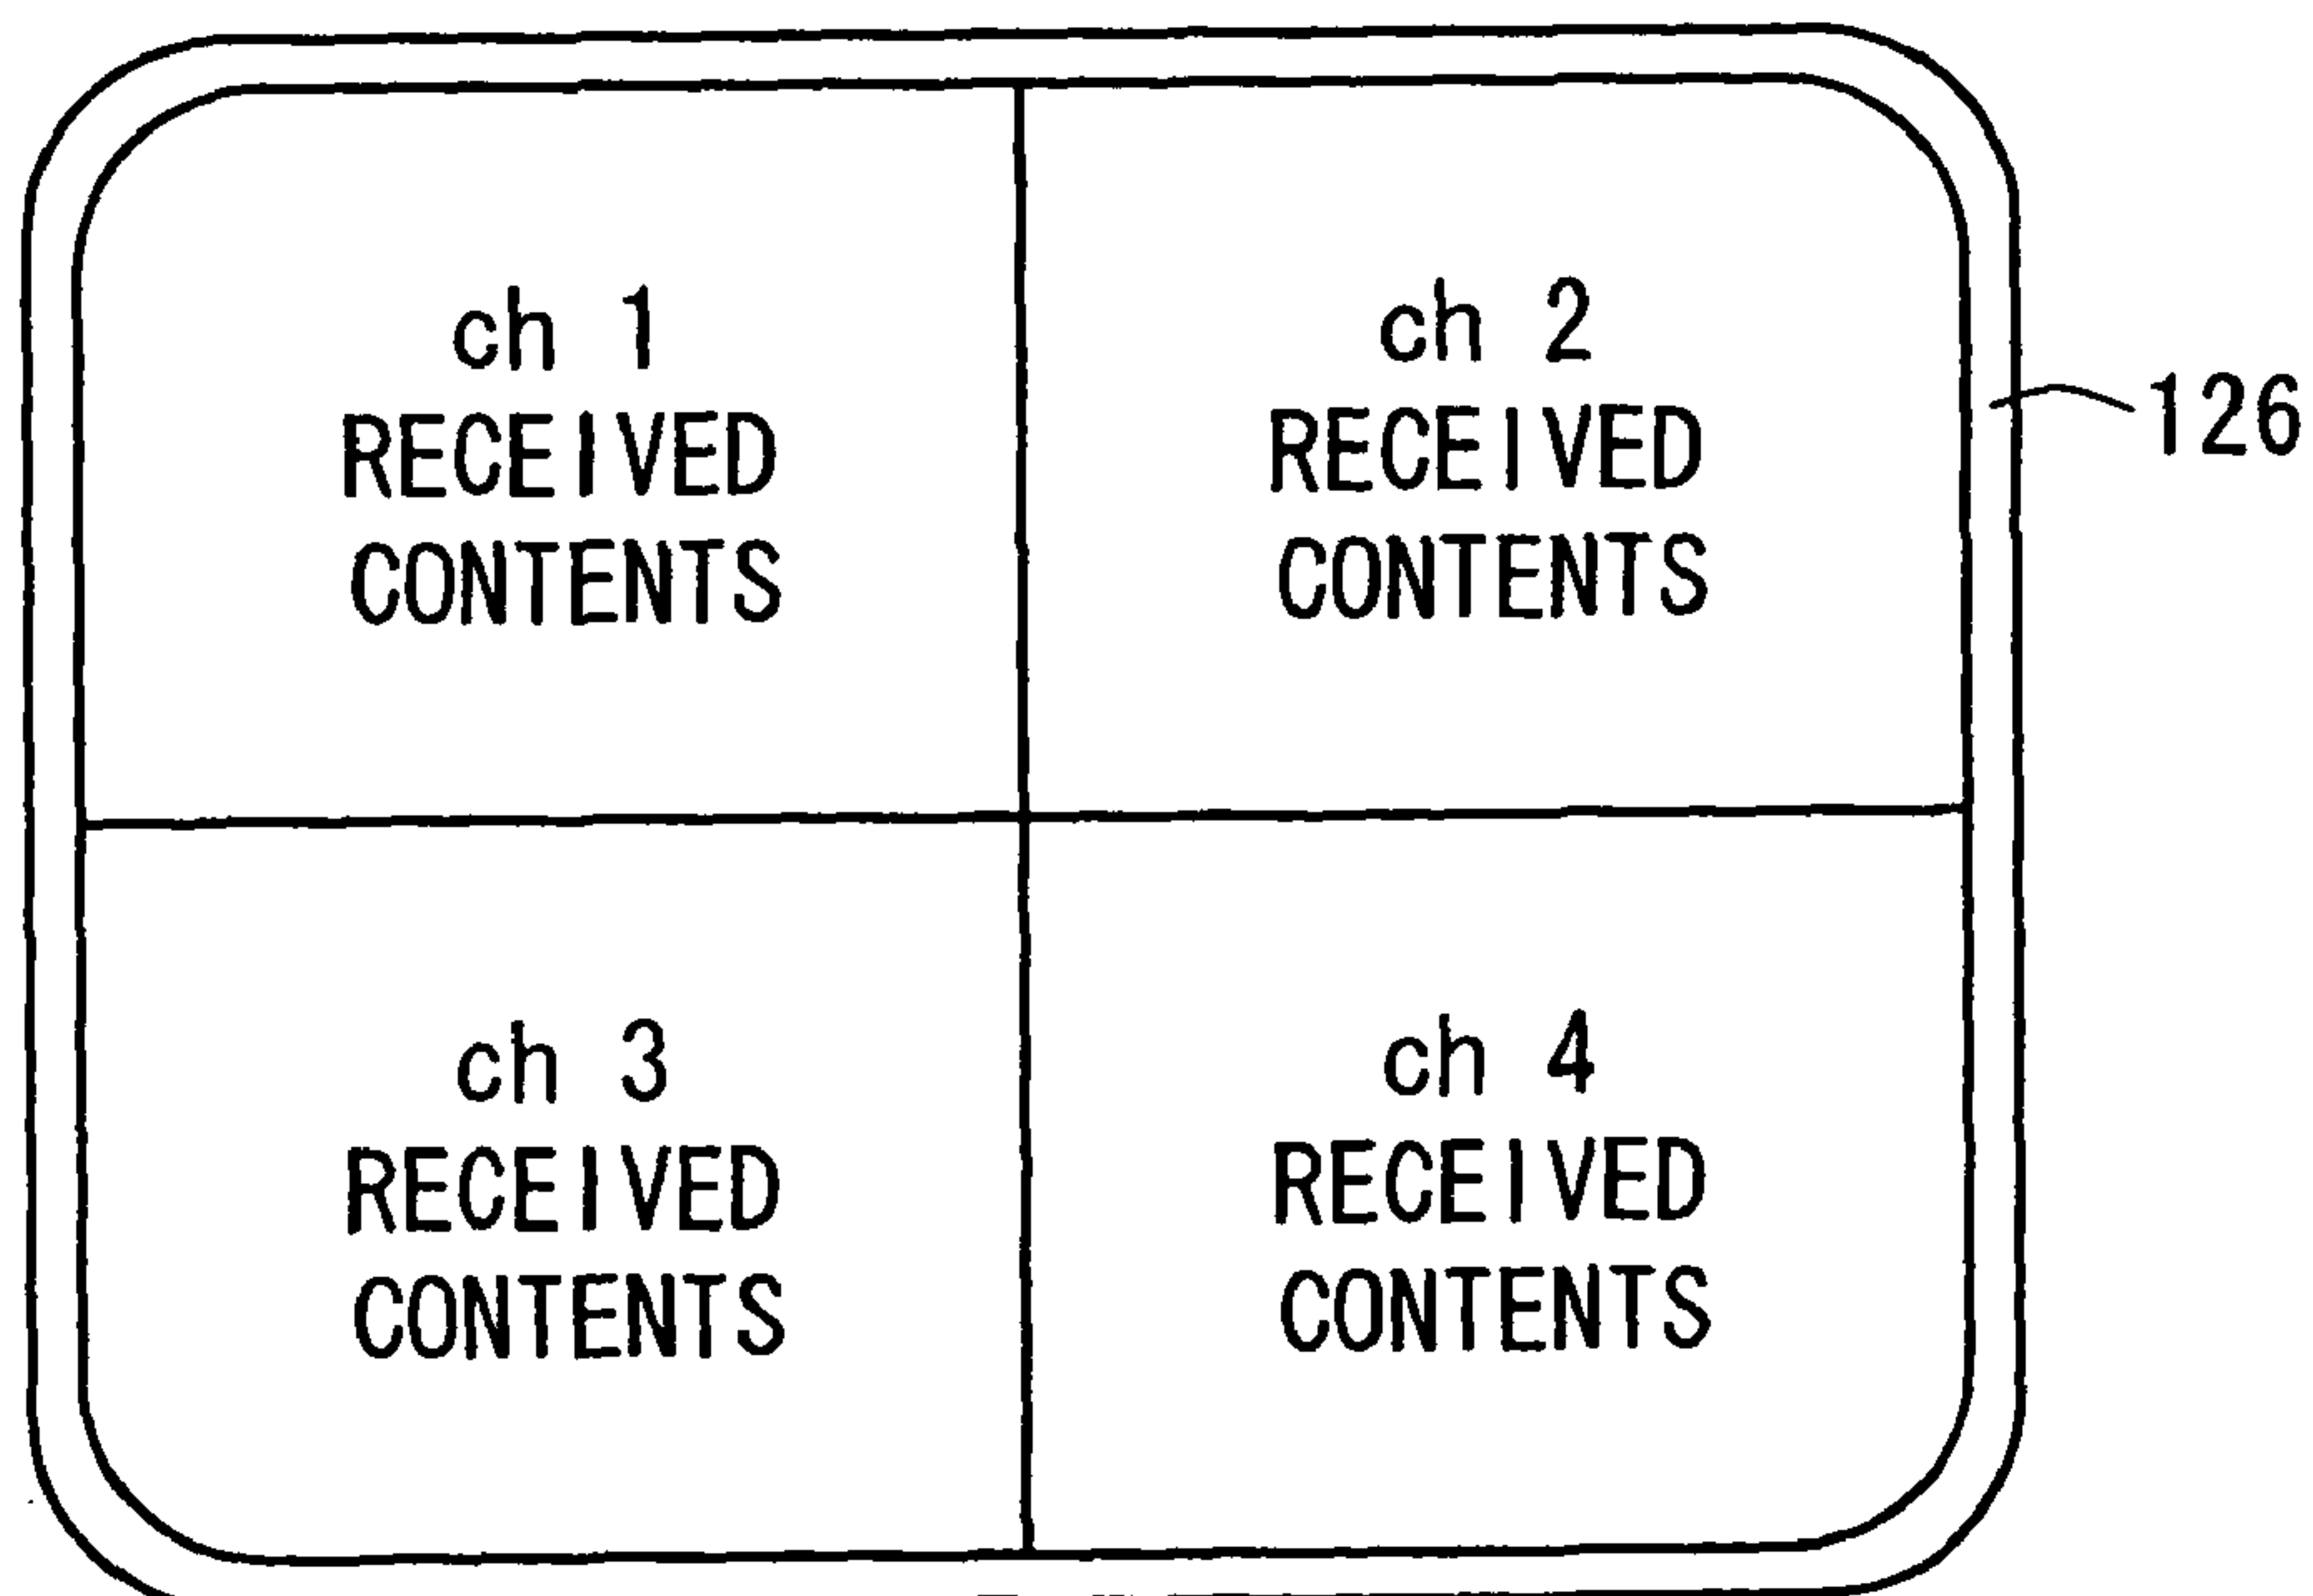 ch 1
RECEIVED
CONTENTS
ch 2
RECEIVED
CONTENTS
126
ch 3
RECEIVED
CONTENTS
ch 4
RECEIVED
CONTENTS